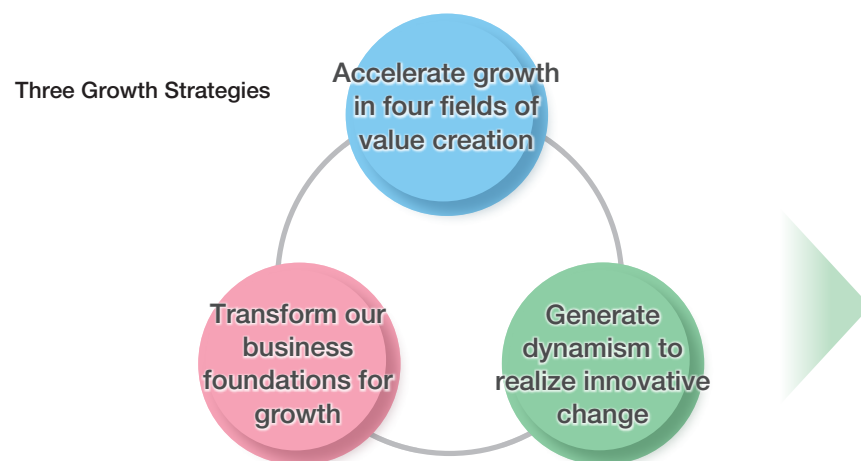 Three Growth Strategies
Accelerate growth
in four fields of
value creation
Transform our
business
foundations for
growth
Generate
dynamism to
realize innovative
change